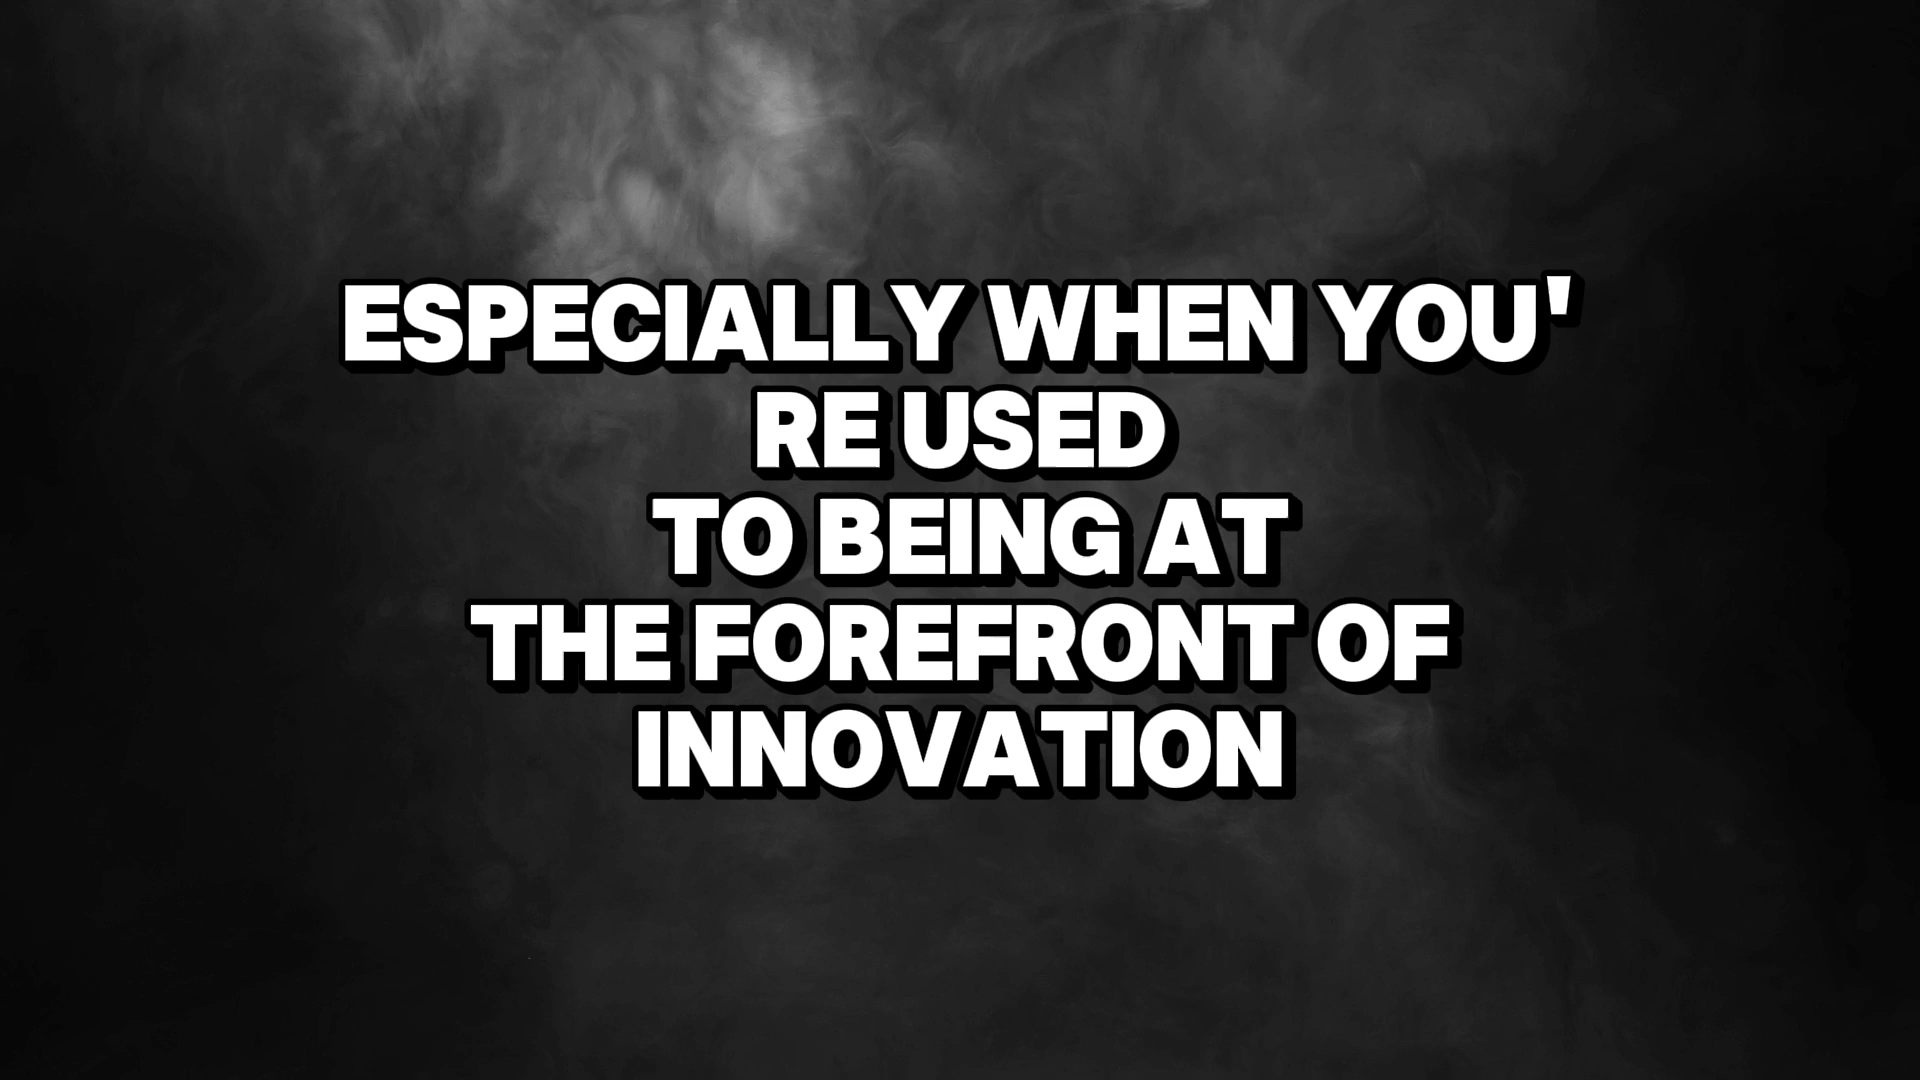 ESPECIALLY WHEN YOU'
RE USED
TO BEING AT
THE FOREFRONT OF
INNOVATION